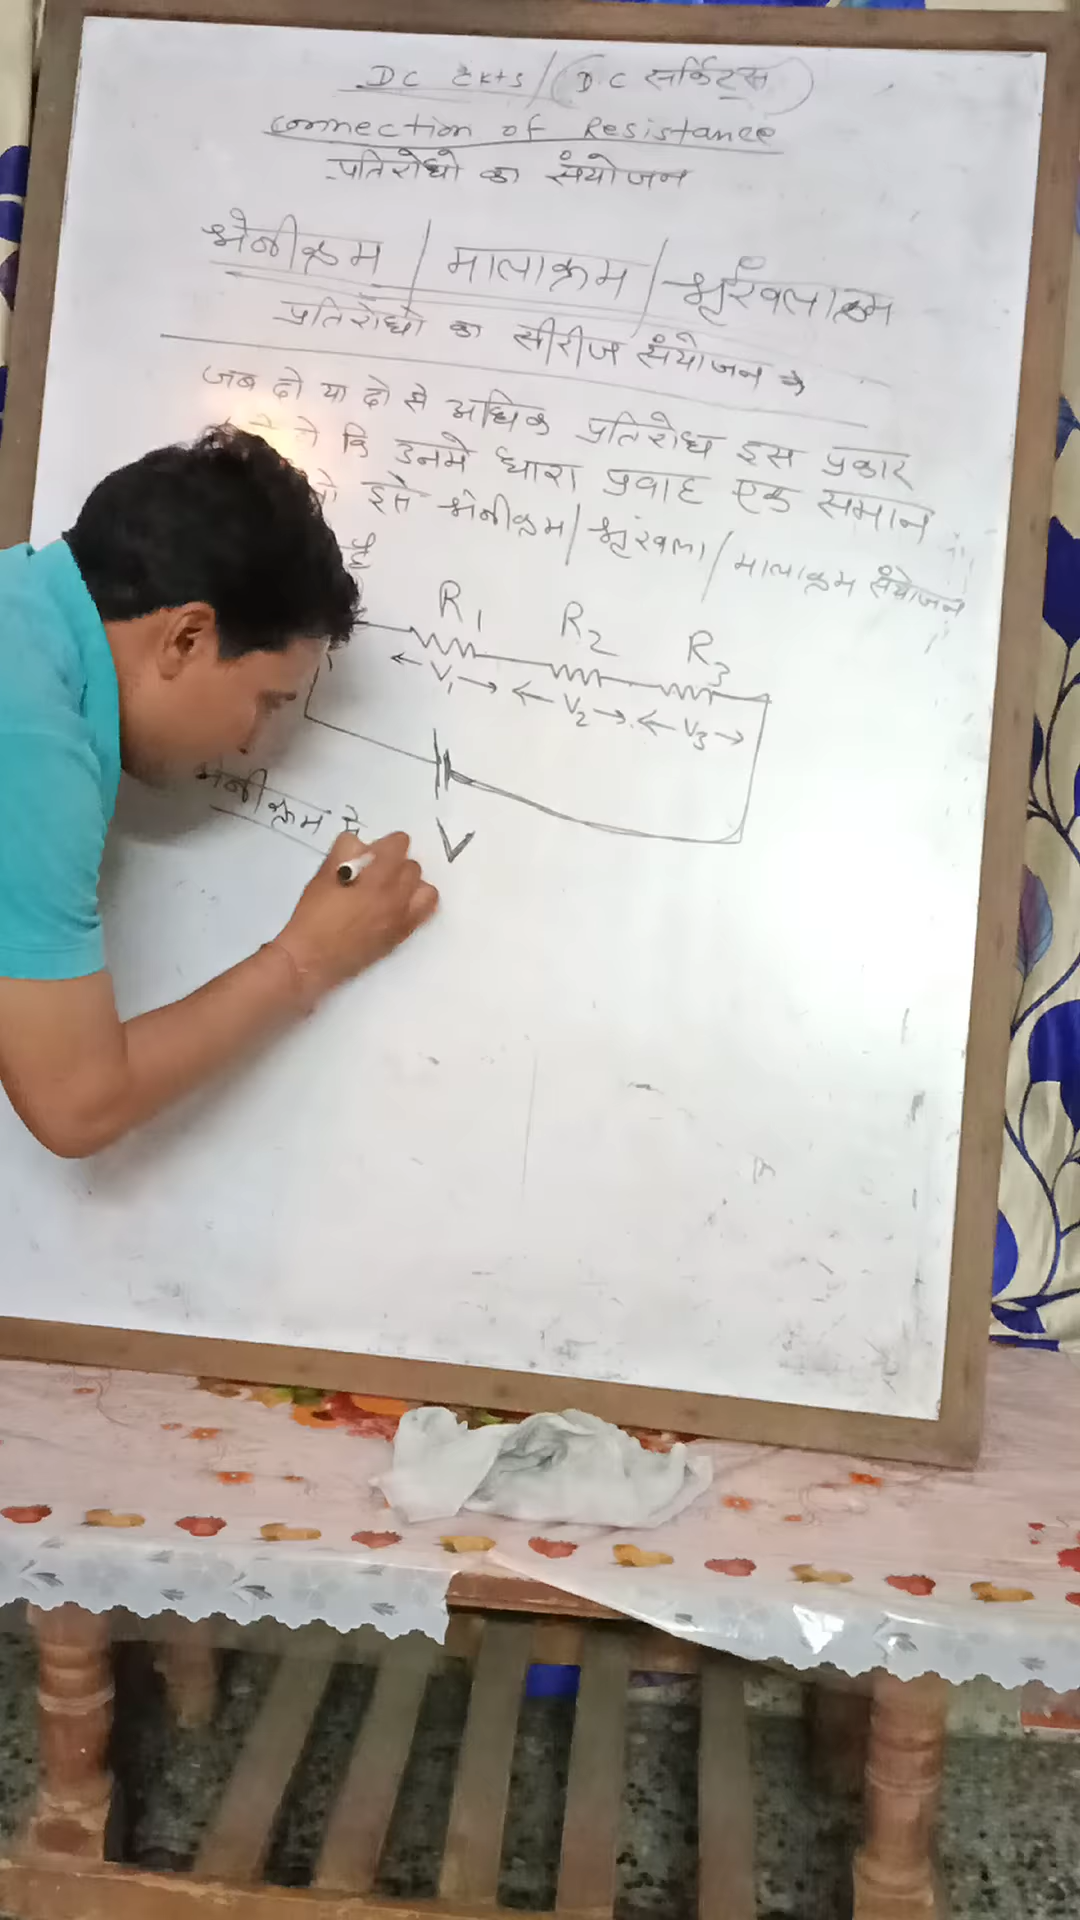 DC CKTS / D.C सर्किट्स
Connection of Resistance
प्रतिरोधो का संयोजन
श्रेणीक्रम / मालाक्रम / श्रृंखलाक्रम
प्रतिरोधो का सीरीज संयोजन के
जब दो या दो से अधिक प्रतिरोध इस प्रकार
कि उनमे धारा प्रवाह एक समान
तो इसे श्रेणीक्रम / श्रृंखला / मालाक्रम संयोजन
है
R1 R2 R3
V1 V2 V3
V
श्रेणीक्रम मे